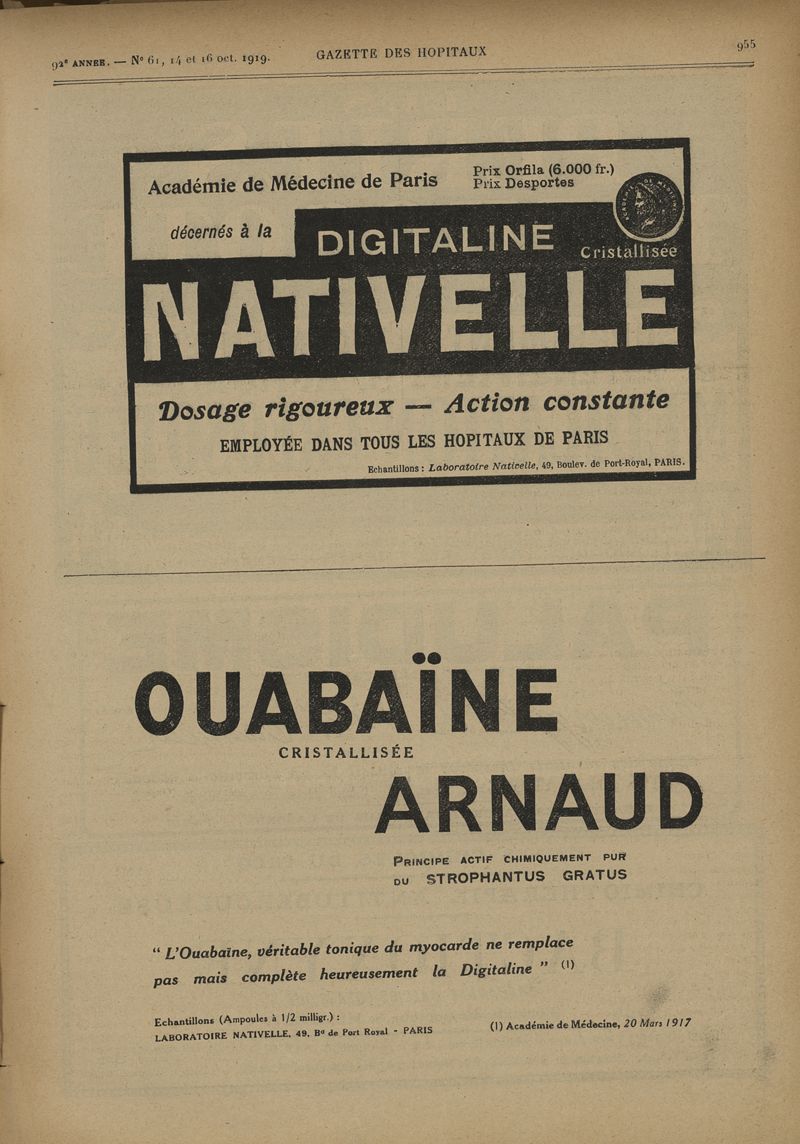 92e ANNEE. — No 61, 14 et 16 oct. 1919.
GAZETTE DES HOPITAUX
955
Académie de Médecine de Paris
Prix Orfila (6.000 fr.)
Prix Desportes
décernés à la
DIGITALINE
Cristallisée
NATIVELLE
Dosage rigoureux — Action constante
EMPLOYÉE DANS TOUS LES HOPITAUX DE PARIS
Echantillons : Laboratoire Nativelle, 49, Boulev. de Port-Royal, PARIS.
OUABAÏNE
CRISTALLISÉE
ARNAUD
PRINCIPE ACTIF CHIMIQUEMENT PUR
DU STROPHANTUS GRATUS
" L'Ouabaïne, véritable tonique du myocarde ne remplace
pas mais complète heureusement la Digitaline " (1)
Echantillons (Ampoules à 1/2 milligr.) :
LABORATOIRE NATIVELLE. 49, Bd de Port Royal - PARIS
(1) Académie de Médecine, 20 Mars 1917